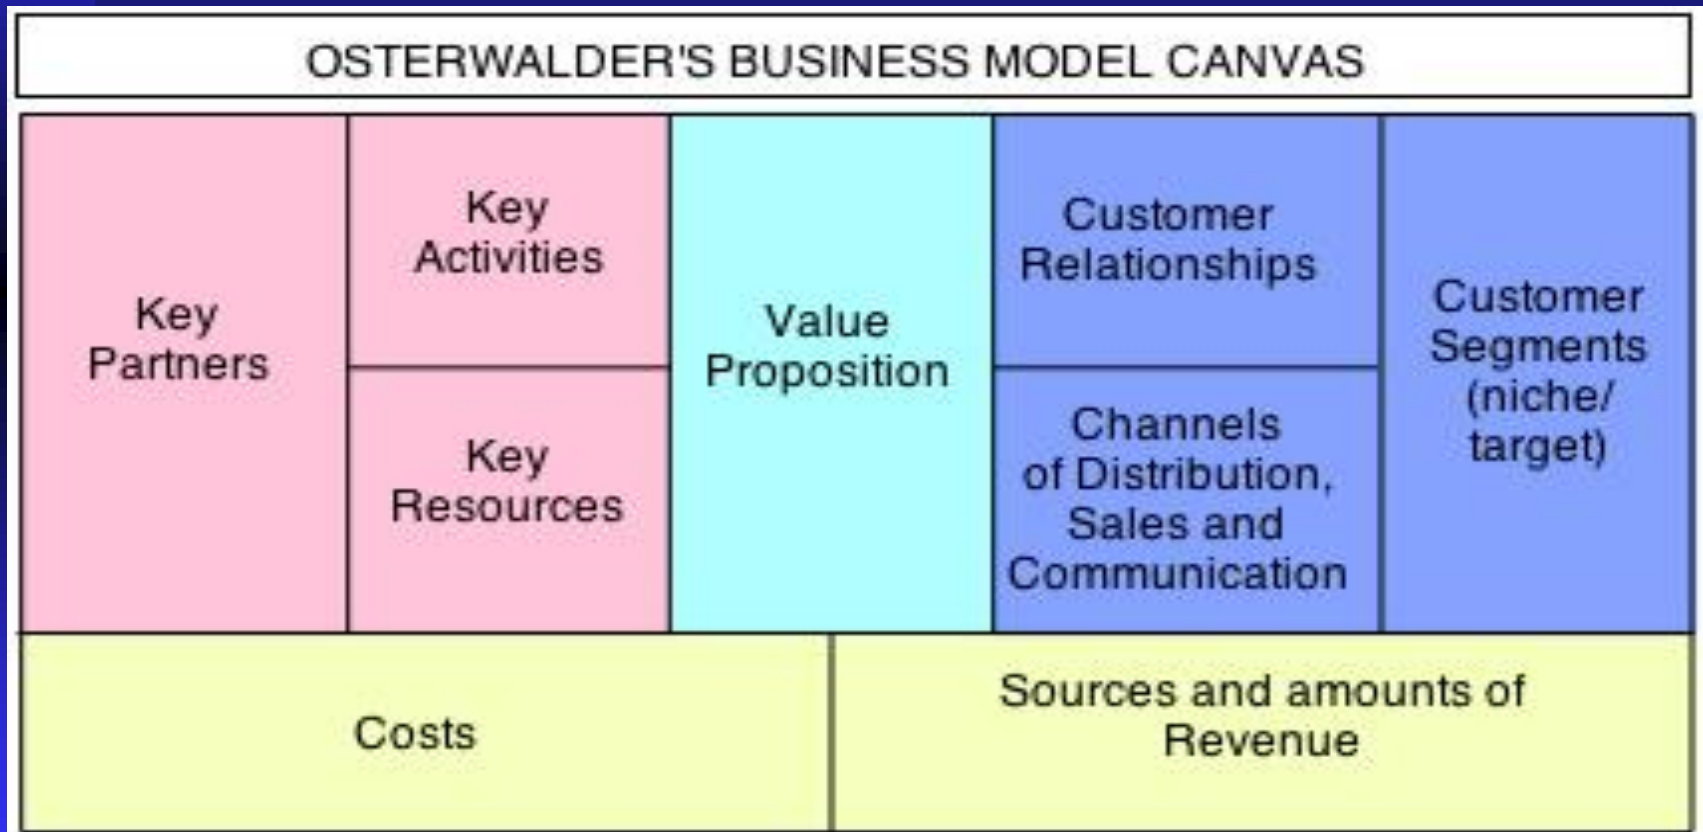 OSTERWALDER'S BUSINESS MODEL CANVAS
Key
Partners
Key
Activities
Key
Resources
Value
Proposition
Customer
Relationships
Channels
of Distribution,
Sales and
Communication
Customer
Segments
(niche/
target)
Costs
Sources and amounts of
Revenue